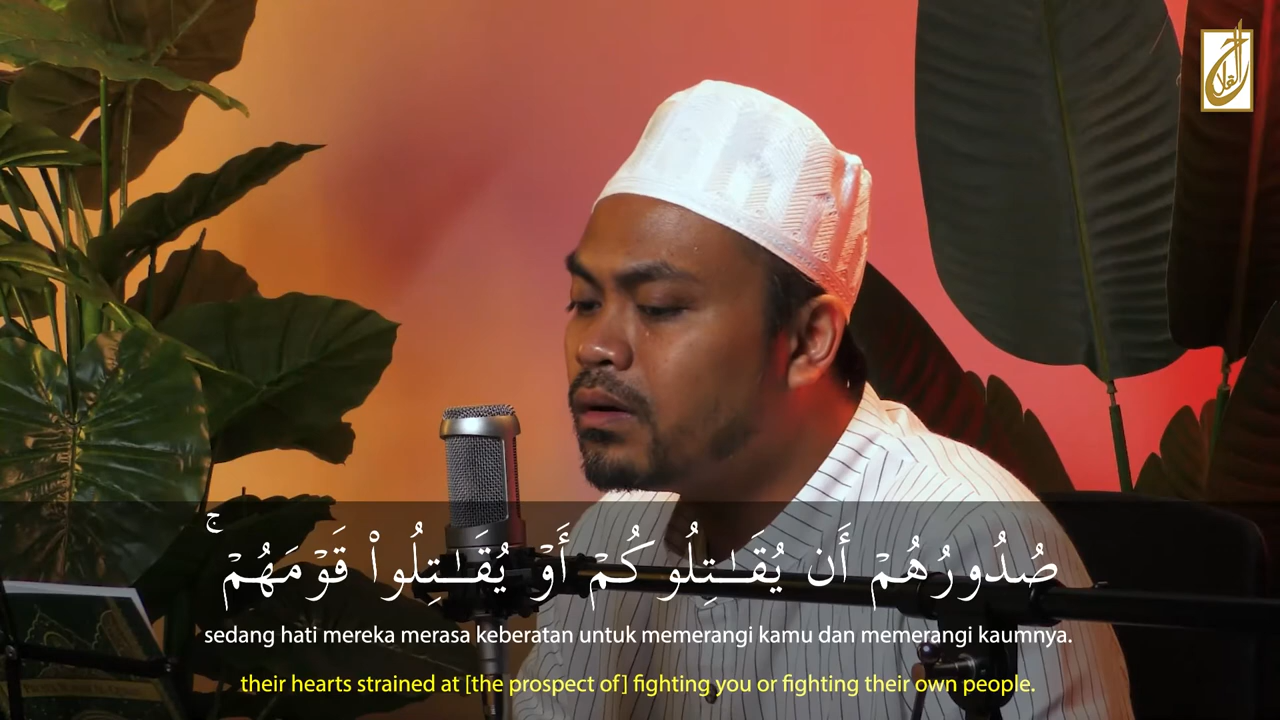 صُدُورُهُمۡ أَن يُقَـٰتِلُوكُمۡ أَوۡ يُقَـٰتِلُوا۟ قَوۡمَهُمۡۚ
sedang hati mereka merasa keberatan untuk memerangi kamu dan memerangi kaumnya.
their hearts strained at [the prospect of] fighting you or fighting their own people.